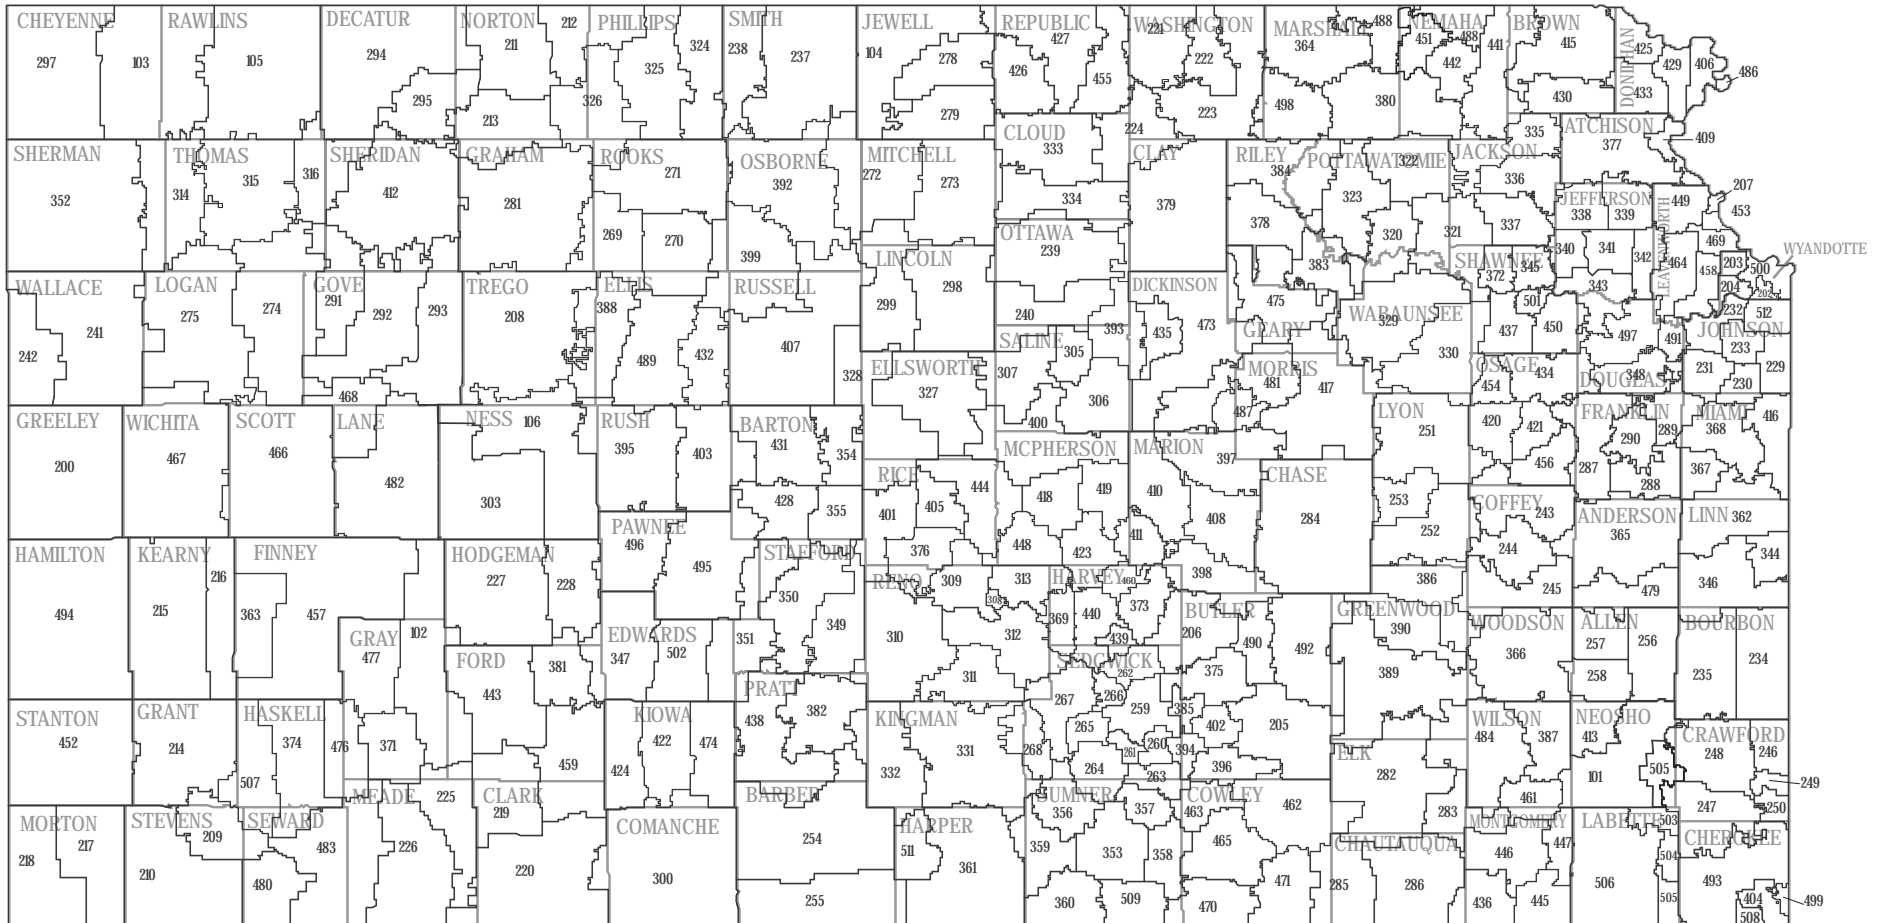 CHEYENNE RAWLINS DECATUR NORTON 212 PHILLIPS SMITH JEWELL REPUBLIC WASHINGTON MARSHALL 488 NEMAHA BROWN
297 103 105 294 211 325 324 238 237 104 278 427 426 455 221 222 364 451 488 441 442 415 DONIPHAN 425 429 406 486
295 213 326 279 224 223 498 380 430 433
SHERMAN THOMAS SHERIDAN GRAHAM ROOKS OSBORNE MITCHELL CLOUD CLAY RILEY POTTAWATOMIE JACKSON 335 ATCHISON 409
352 314 315 316 412 281 271 392 272 273 333 334 379 384 322 323 336 377
269 270 399 378 320 321 337 JEFFERSON 338 339 LEAVENWORTH 449 207 453
OTTAWA 239 383 340 341 342 464 469 458 WYANDOTTE
WALLACE LOGAN GOVE TREGO ELLIS RUSSELL LINCOLN DICKINSON SHAWNEE 372 345 343 203 500 204 202
242 241 275 274 291 292 293 208 388 489 432 407 299 298 240 393 435 473 475 GEARY WABAUNSEE 329 330 437 501 450 497 491 232 512 JOHNSON
468 328 ELLSWORTH 327 SALINE 305 307 306 400 MORRIS 481 487 417 OSAGE 454 434 DOUGLAS 348 231 233 230 229
GREELEY WICHITA SCOTT LANE NESS 106 RUSH BARTON LYON FRANKLIN MIAMI 416
200 467 466 482 303 395 403 431 354 251 420 421 290 289 368
MCPHERSON MARION 397 CHASE 456 287 288 367
RICE 444 405 401 428 355 418 419 410 408 284 253 252 COFFEY 243 ANDERSON 365 LINN 362
PAWNEE 496 495 376 448 423 411 244 344
HAMILTON KEARNY FINNEY HODGEMAN STAFFORD RENO HARVEY 460 398 386 245 479 346
494 215 216 363 457 227 228 350 309 308 313 369 440 373
GRAY 102 477 EDWARDS 347 502 351 349 310 312 439 BUTLER 206 490 492 GREENWOOD 390 WOODSON 366 ALLEN 257 256 BOURBON 234
FORD 443 381 311 SEDGWICK 262 375 389 258 235
STANTON GRANT HASKELL PRATT KIOWA KINGMAN 267 266 259 385 WILSON NEOSHO CRAWFORD
452 214 374 476 371 438 382 422 474 331 268 265 402 205 484 387 413 248 246
507 459 424 332 264 261 260 394 263 396 ELK 282 101 505 249
MEADE 225 CLARK 219 BARBER SUMNER COWLEY 462 283 461 247 250
MORTON STEVENS SEWARD COMANCHE HARPER 356 357 463 MONTGOMERY LABETTE 503 CHEROKEE
218 217 209 483 226 254 511 359 353 358 465 CHAUTAUQUA 446 447 504
210 480 220 300 361 471 285 286 506 493
255 360 509 470 436 445 505 404 499
508